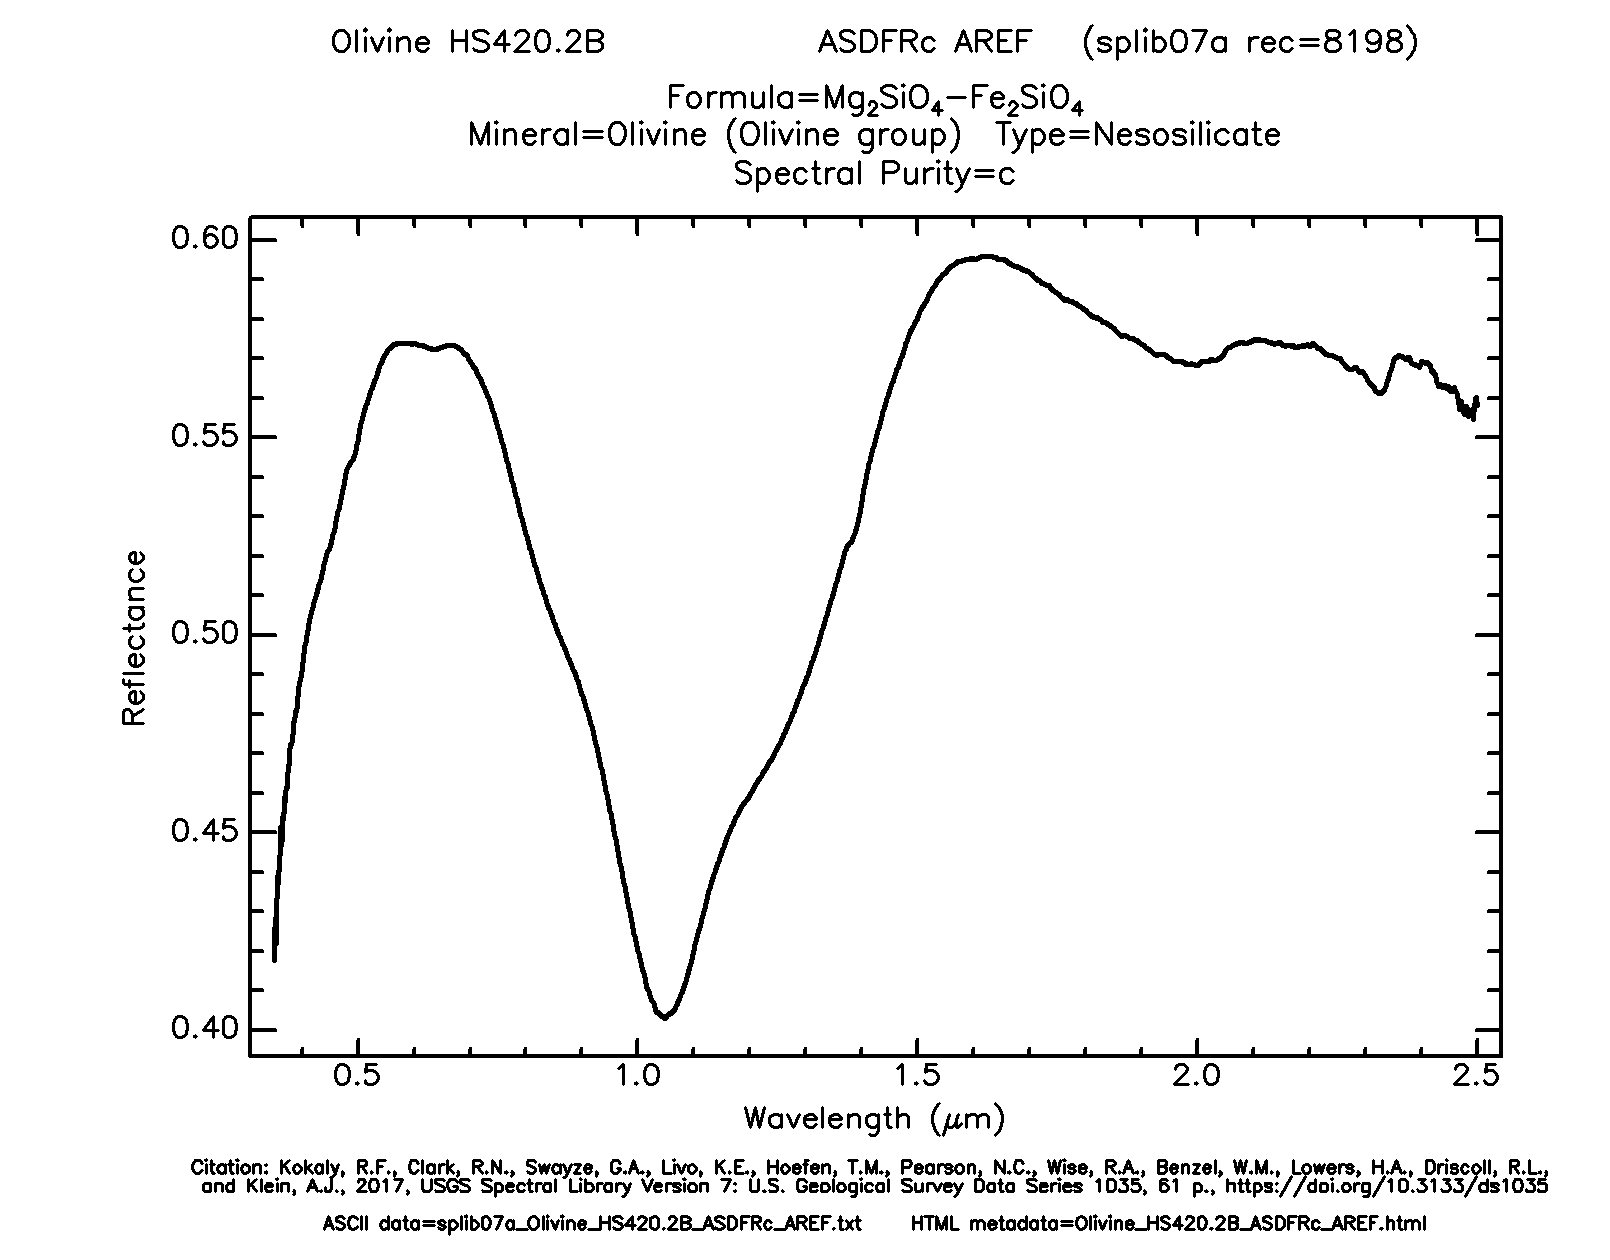 Olivine HS420.2B ASDFRc AREF (splib07a rec=8198)
Formula=Mg₂SiO₄−Fe₂SiO₄
Mineral=Olivine (Olivine group) Type=Nesosilicate
Spectral Purity=c
0.60
0.55
0.50
0.45
0.40
Reflectance
0.5 1.0 1.5 2.0 2.5
Wavelength (μm)
Citation: Kokaly, R.F., Clark, R.N., Swayze, G.A., Livo, K.E., Hoefen, T.M., Pearson, N.C., Wise, R.A., Benzel, W.M., Lowers, H.A., Driscoll, R.L.,
and Klein, A.J., 2017, USGS Spectral Library Version 7: U.S. Geological Survey Data Series 1035, 61 p., https://doi.org/10.3133/ds1035
ASCII data=splib07a_Olivine_HS420.2B_ASDFRc_AREF.txt HTML metadata=Olivine_HS420.2B_ASDFRc_AREF.html